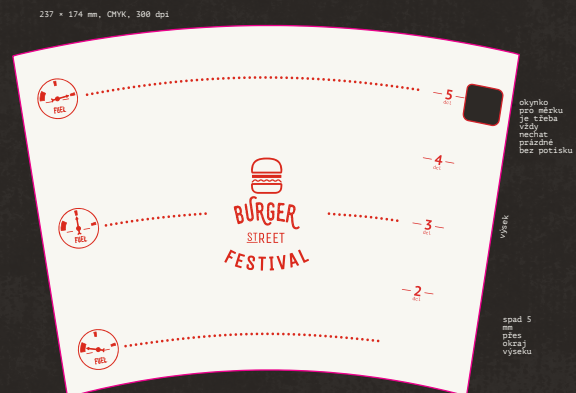 237 × 174 mm, CMYK, 300 dpi
FUEL
5
dcl
okynko
pro měrku
je třeba
vždy
nechat
prázdné
bez potisku
4
dcl
BURGER
STREET
FESTIVAL
FUEL
3
dcl
výsek
2
dcl
FUEL
spad 5
mm
přes
okraj
výseku